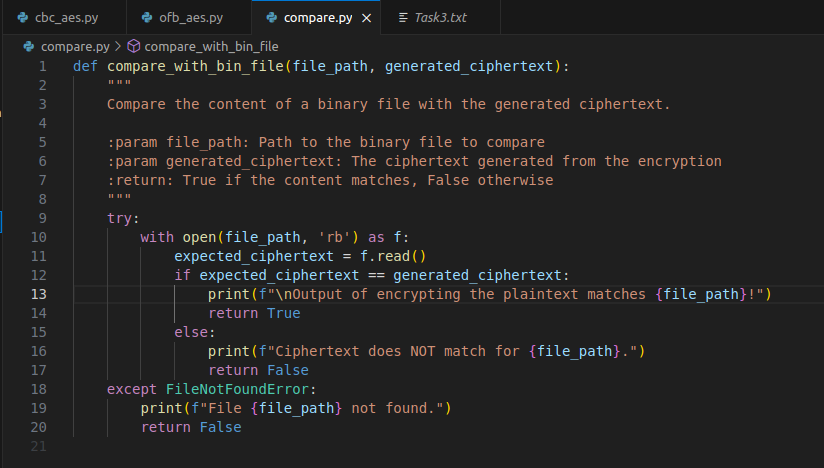 cbc_aes.py ofb_aes.py compare.py × Task3.txt
compare.py > compare_with_bin_file
1 def compare_with_bin_file(file_path, generated_ciphertext):
2     """
3     Compare the content of a binary file with the generated ciphertext.
4
5     :param file_path: Path to the binary file to compare
6     :param generated_ciphertext: The ciphertext generated from the encryption
7     :return: True if the content matches, False otherwise
8     """
9     try:
10         with open(file_path, 'rb') as f:
11             expected_ciphertext = f.read()
12             if expected_ciphertext == generated_ciphertext:
13                 print(f"\nOutput of encrypting the plaintext matches {file_path}!")
14                 return True
15             else:
16                 print(f"Ciphertext does NOT match for {file_path}.")
17                 return False
18     except FileNotFoundError:
19         print(f"File {file_path} not found.")
20         return False
21